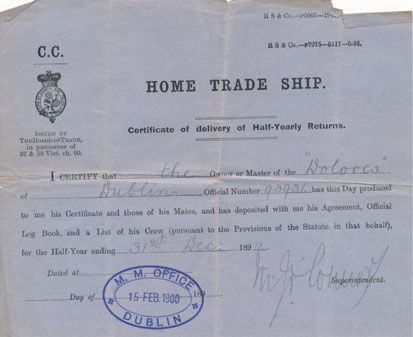 R S & Co.
R S & Co.
C.C.
HOME TRADE SHIP.
Certificate of delivery of Half-Yearly Returns.
ISSUED BY
THE BOARD OF TRADE,
in pursuance of
57 & 58 Vict. ch. 60.
I CERTIFY that the Owner or Master of the "Dolores"
of Dublin Official Number 93931 has this Day produced
to me his Certificate and those of his Mates, and has deposited with me his Agreement, Official
Log Book, and a List of his Crew (pursuant to the Provisions of the Statute in that behalf),
for the Half-Year ending 31st Dec: 189
Dated at
Superintendent.
Day of 189
M. M. OFFICE
15 FEB. 1900
DUBLIN